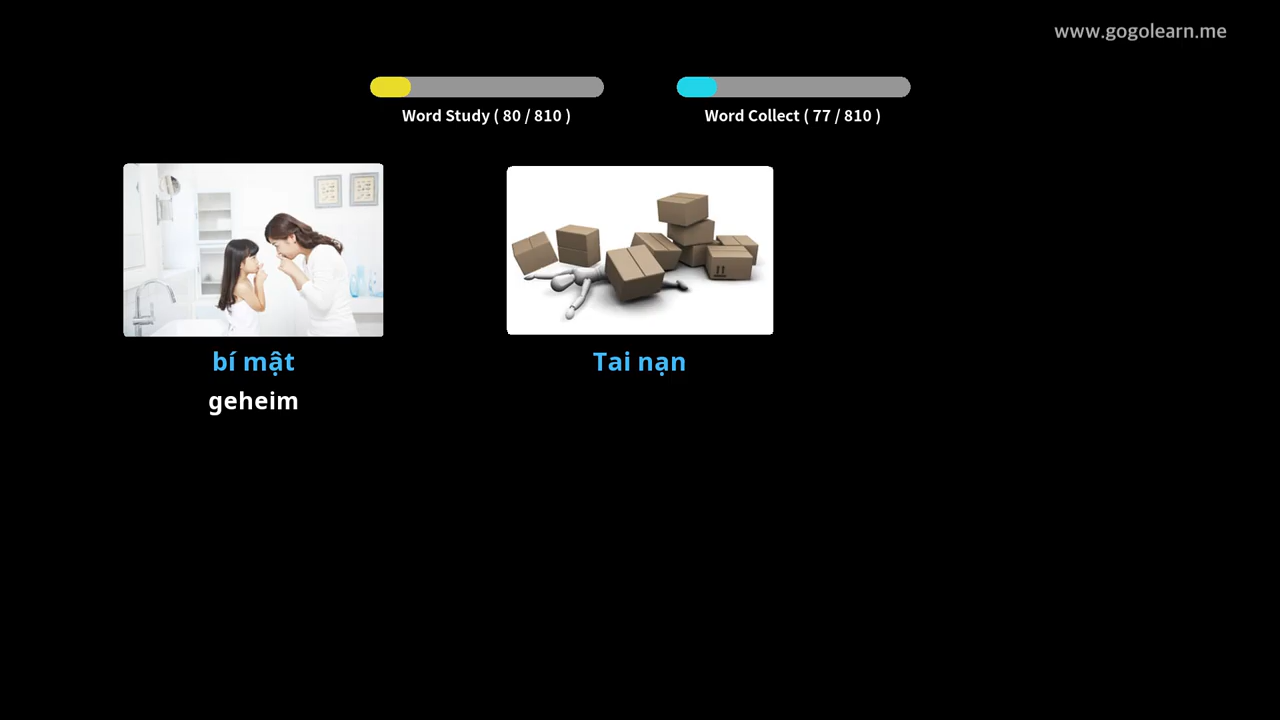 www.gogolearn.me
Word Study ( 80 / 810 )
Word Collect ( 77 / 810 )
bí mật
geheim
Tai nạn